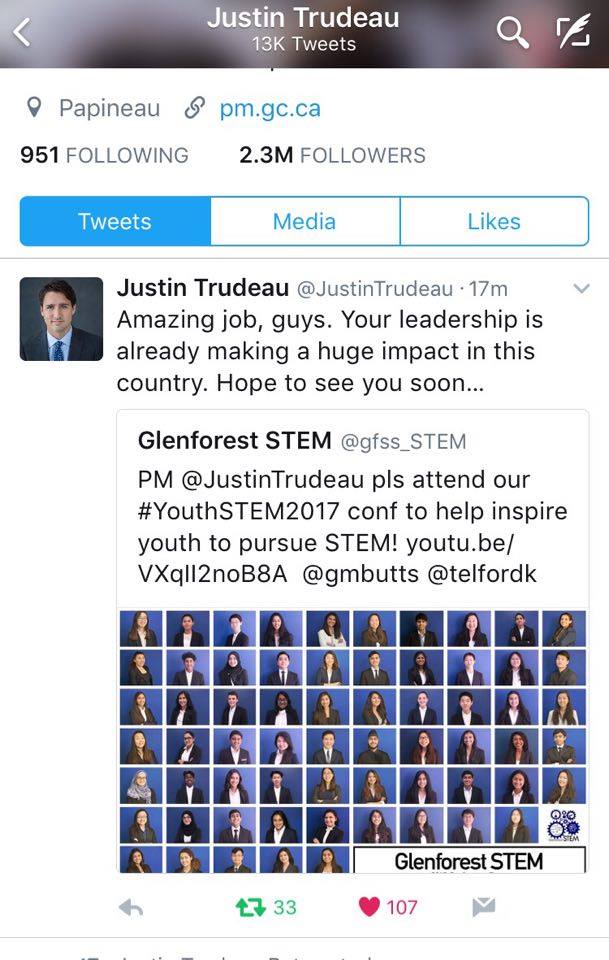 Justin Trudeau
13K Tweets
Papineau pm.gc.ca
951 FOLLOWING 2.3M FOLLOWERS
Tweets Media Likes
Justin Trudeau @JustinTrudeau · 17m
Amazing job, guys. Your leadership is
already making a huge impact in this
country. Hope to see you soon...
Glenforest STEM @gfss_STEM
PM @JustinTrudeau pls attend our
#YouthSTEM2017 conf to help inspire
youth to pursue STEM! youtu.be/
VXqlI2noB8A @gmbutts @telfordk
STEM
Glenforest STEM
33 107